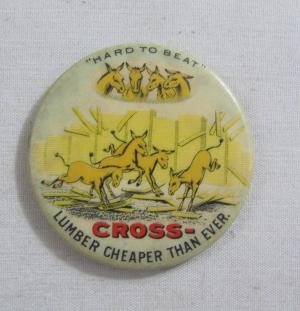 "HARD TO BEAT"
CROSS-
LUMBER CHEAPER THAN EVER.